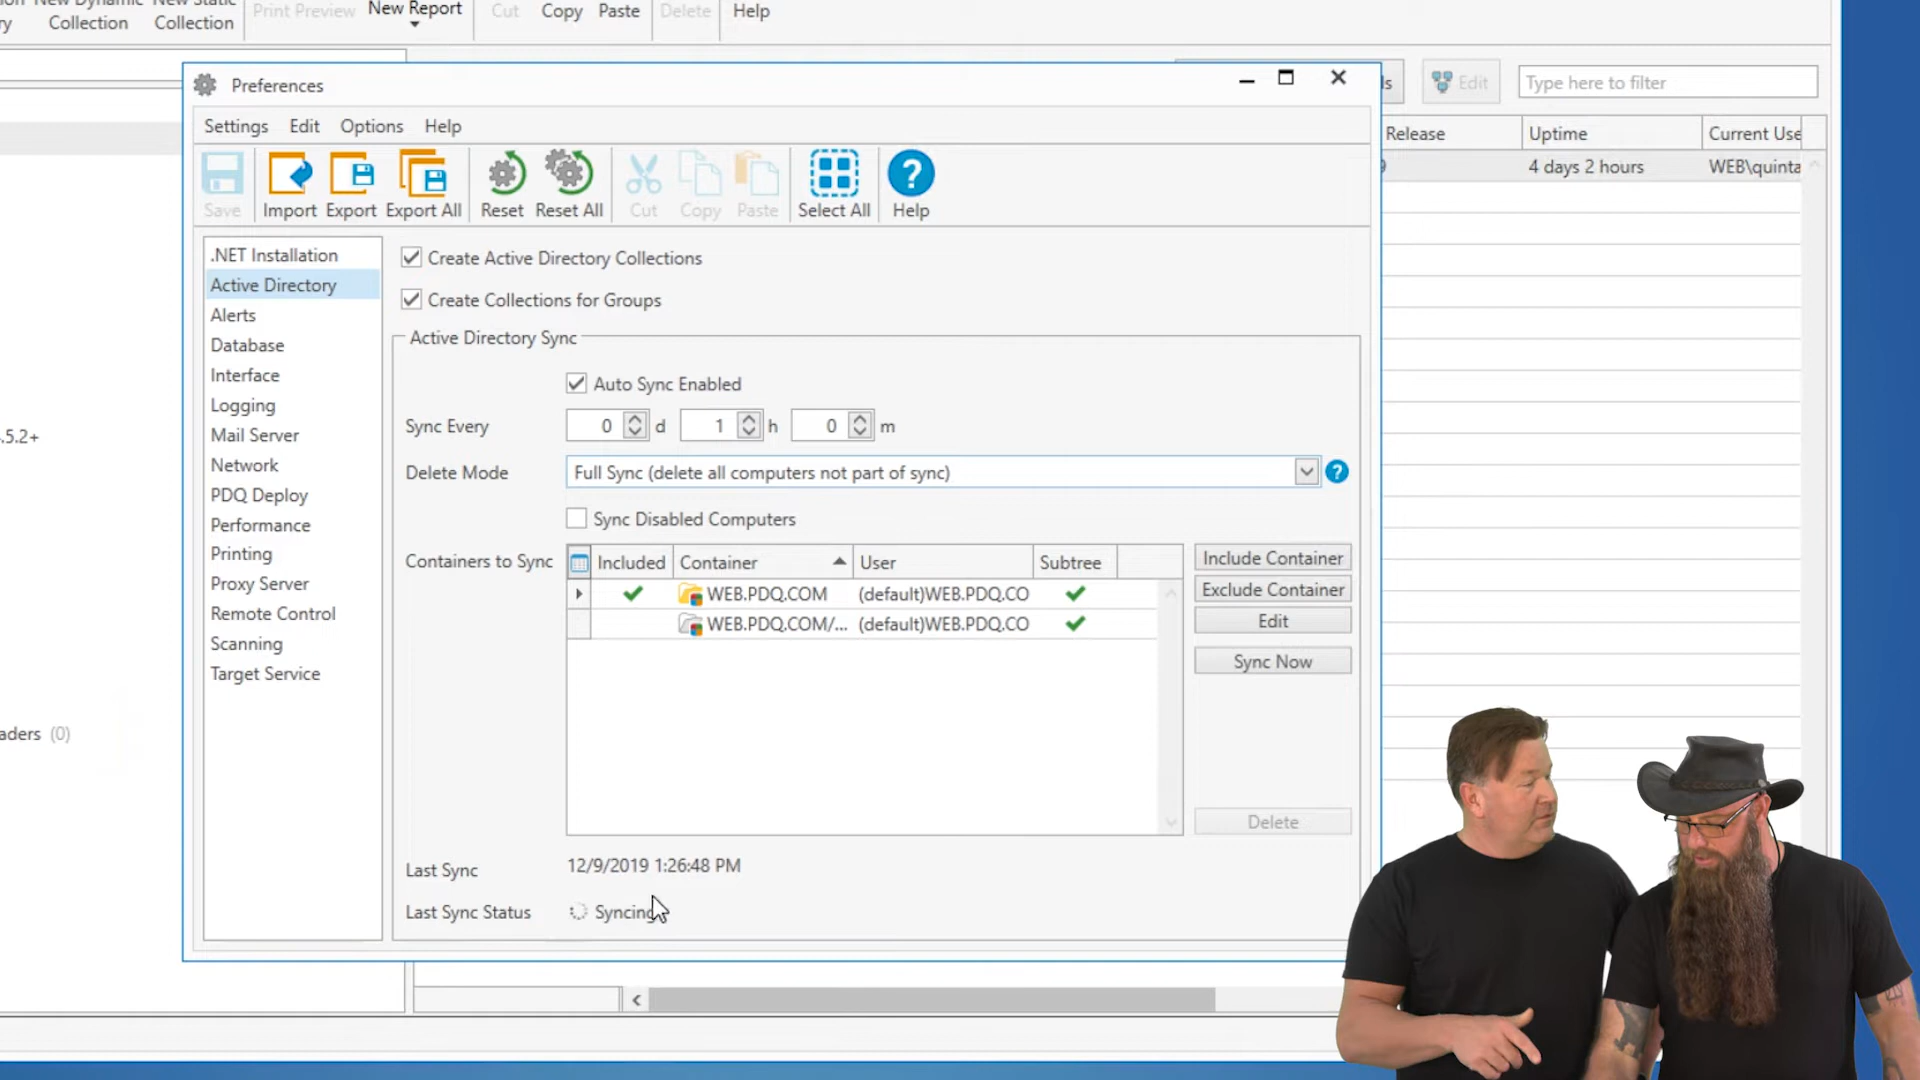 New Dynamic
New Static
Collection
Collection
Print Preview
New Report
Cut
Copy
Paste
Delete
Help
Preferences
Edit
Type here to filter
Settings Edit Options Help
Release
Uptime
Current Use
9
4 days 2 hours
WEB\quinta
Save
Import
Export
Export All
Reset
Reset All
Cut
Copy
Paste
Select All
Help
.NET Installation
Active Directory
Alerts
Database
Interface
Logging
Mail Server
Network
PDQ Deploy
Performance
Printing
Proxy Server
Remote Control
Scanning
Target Service
Create Active Directory Collections
Create Collections for Groups
Active Directory Sync
Auto Sync Enabled
Sync Every 0 d 1 h 0 m
Delete Mode Full Sync (delete all computers not part of sync)
Sync Disabled Computers
Containers to Sync
Included Container User Subtree
WEB.PDQ.COM (default)WEB.PDQ.CO
WEB.PDQ.COM/... (default)WEB.PDQ.CO
Include Container
Exclude Container
Edit
Sync Now
Delete
Last Sync 12/9/2019 1:26:48 PM
Last Sync Status Syncing
.5.2+
aders (0)